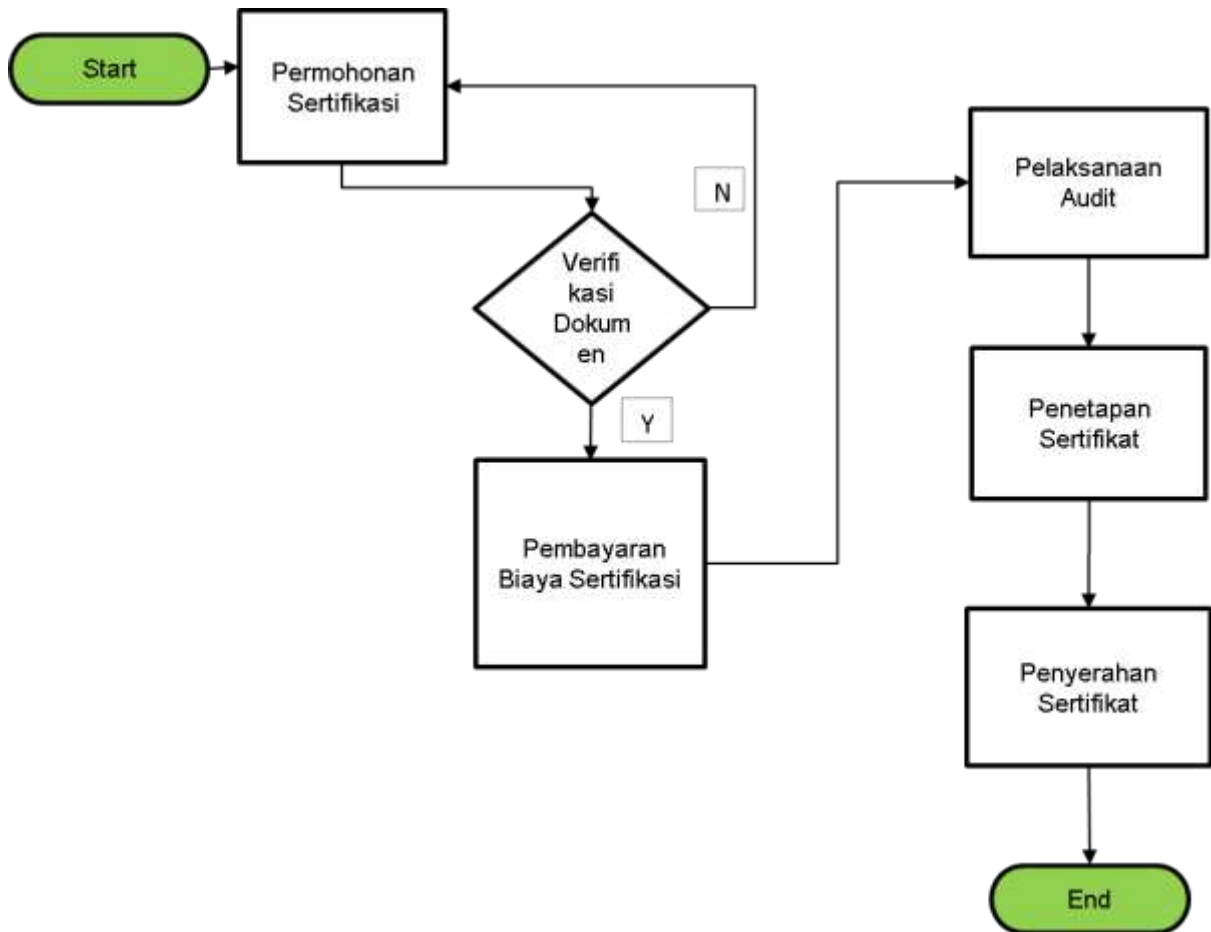 Start
Permohonan
Sertifikasi
N
Verifi
kasi
Dokum
en
Y
Pembayaran
Biaya Sertifikasi
Pelaksanaan
Audit
Penetapan
Sertifikat
Penyerahan
Sertifikat
End